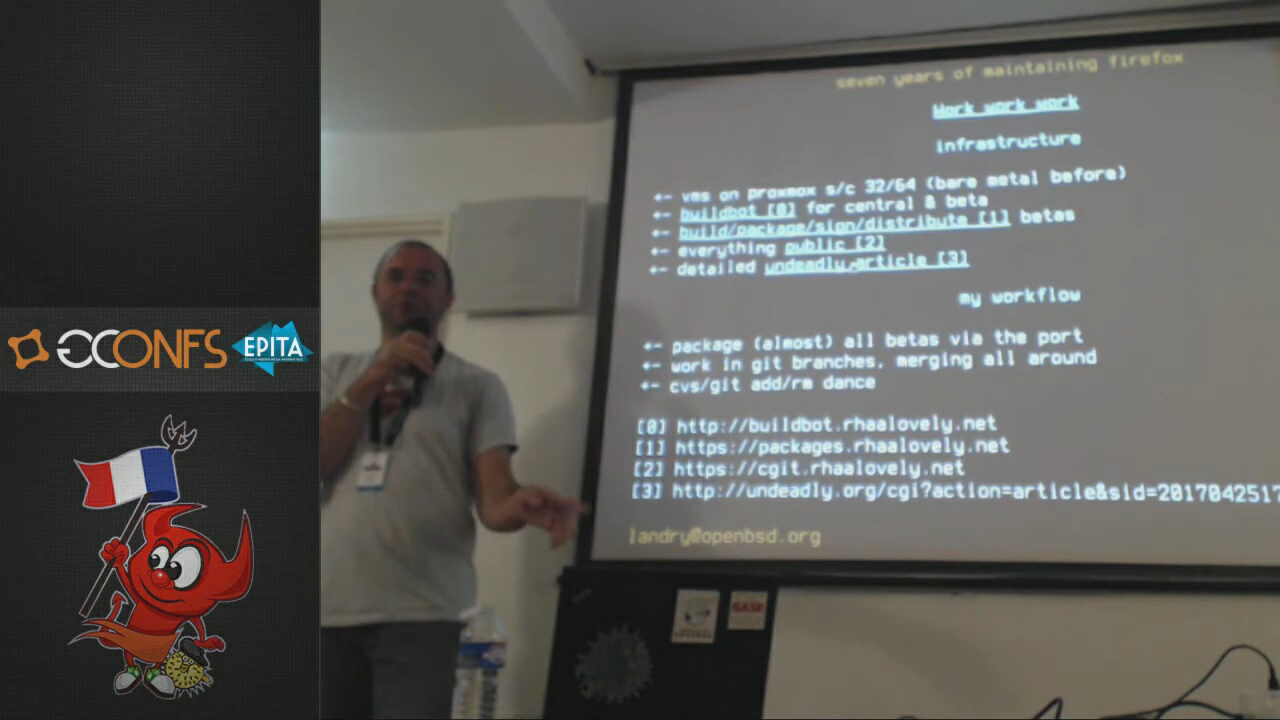 seven years of maintaining firefox
Work work work
infrastructure
+- vms on proxmox s/c 32/64 (bare metal before)
+- buildbot [0] for central & beta
+- build/package/sign/distribute [1] betas
+- everything public [2]
+- detailed undeadly article [3]
my workflow
+- package (almost) all betas via the port
+- work in git branches, merging all around
+- cvs/git add/rm dance
[0] http://buildbot.rhaalovely.net
[1] https://packages.rhaalovely.net
[2] https://cgit.rhaalovely.net
[3] http://undeadly.org/cgi?action=article&sid=2017042517
landry@openbsd.org
GCONFS
EPITA
BASE